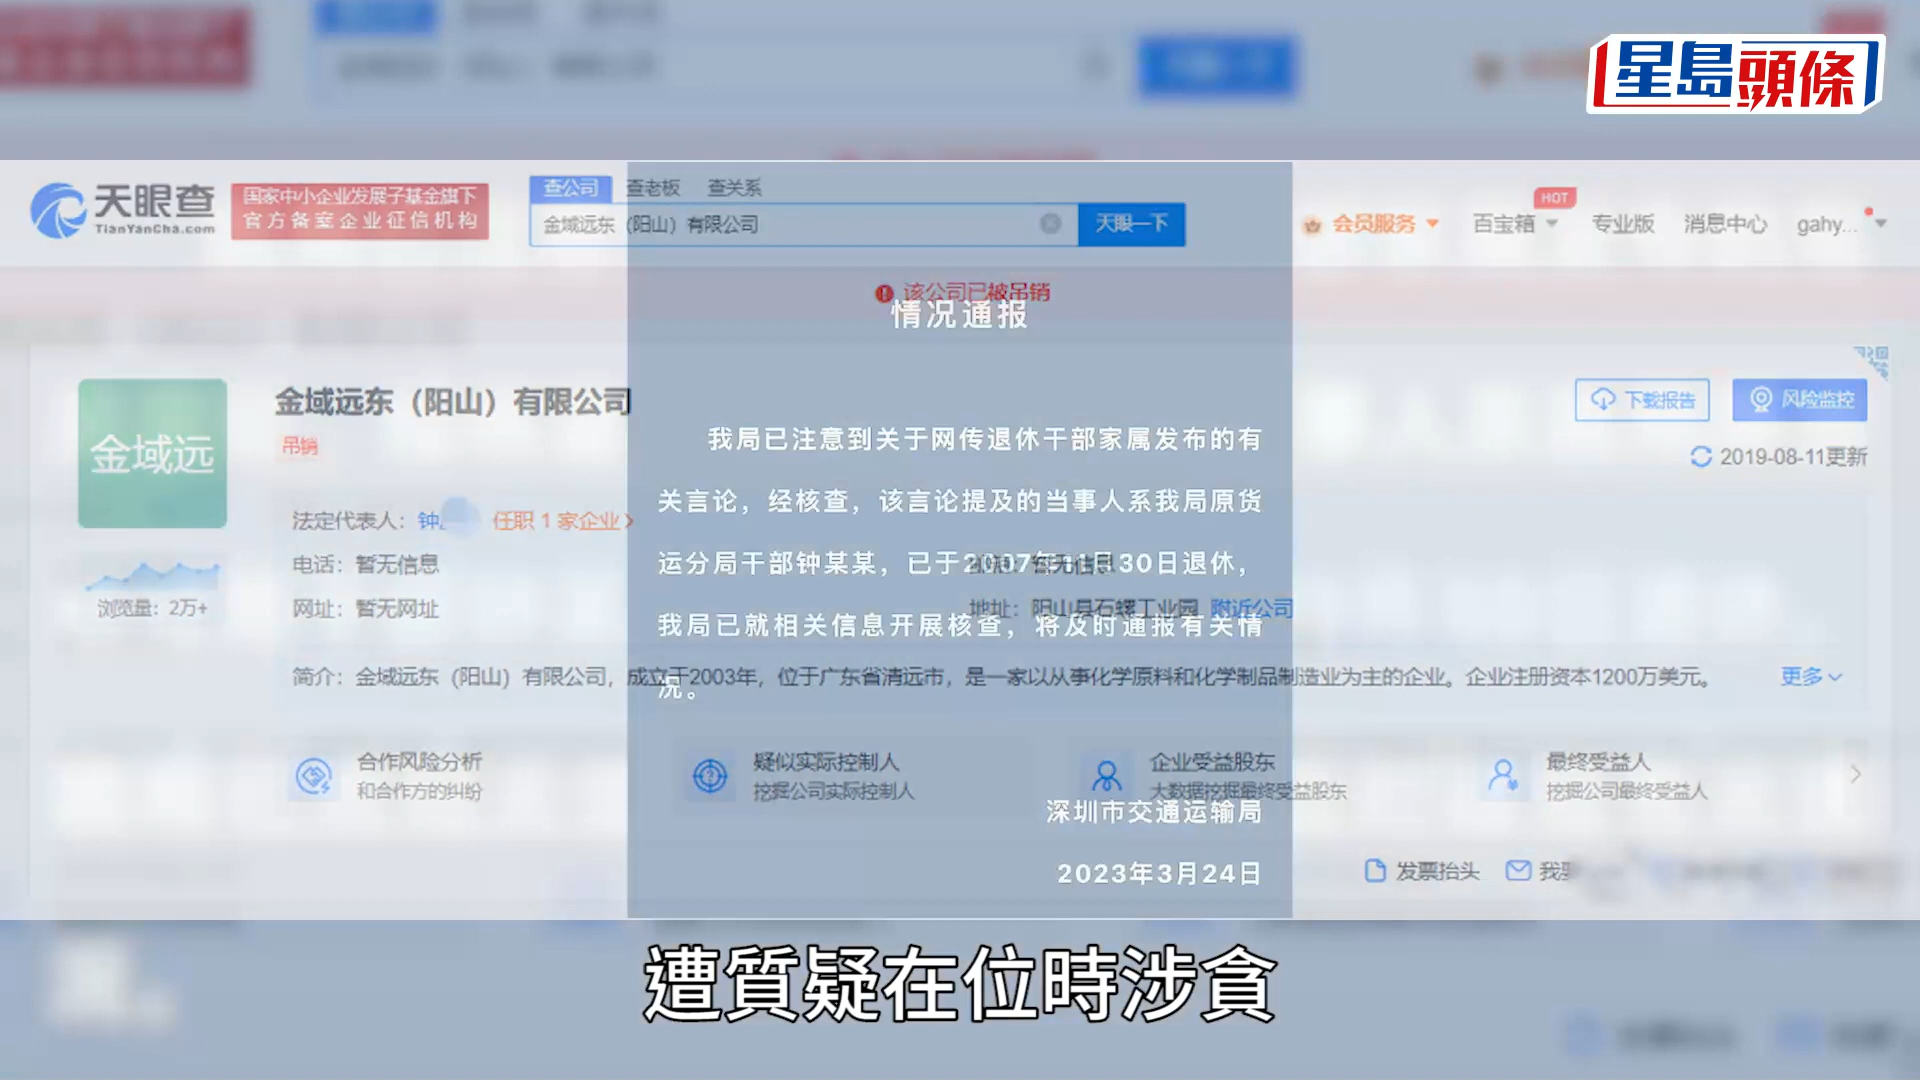 星島頭條
天眼查
TianYanCha.com
国家中小企业发展子基金旗下
官方备案企业征信机构
查公司 查老板 查关系
金域远东（阳山）有限公司
天眼一下
会员服务
百宝箱
HOT
专业版
消息中心
gahy...
该公司已被吊销
情况通报
金域远
金域远东（阳山）有限公司
吊销
下载报告
风险监控
2019-08-11更新
我局已注意到关于网传退休干部家属发布的有
关言论，经核查，该言论提及的当事人系我局原货
运分局干部钟某某，已于2007年11月30日退休，
我局已就相关信息开展核查，将及时通报有关情
况。
深圳市交通运输局
2023年3月24日
法定代表人：钟
任职 1 家企业>
电话：暂无信息
暂无信息
网址：暂无网址
地址：阳山县石螺工业园 附近公司
浏览量：2万+
简介：金域远东（阳山）有限公司，成立于2003年，位于广东省清远市，是一家以从事化学原料和化学制品制造业为主的企业。企业注册资本1200万美元。
更多
合作风险分析
和合作方的纠纷
疑似实际控制人
挖掘公司实际控制人
企业受益股东
大数据挖掘最终受益股东
最终受益人
挖掘公司最终受益人
发票抬头
我要
遭質疑在位時涉貪